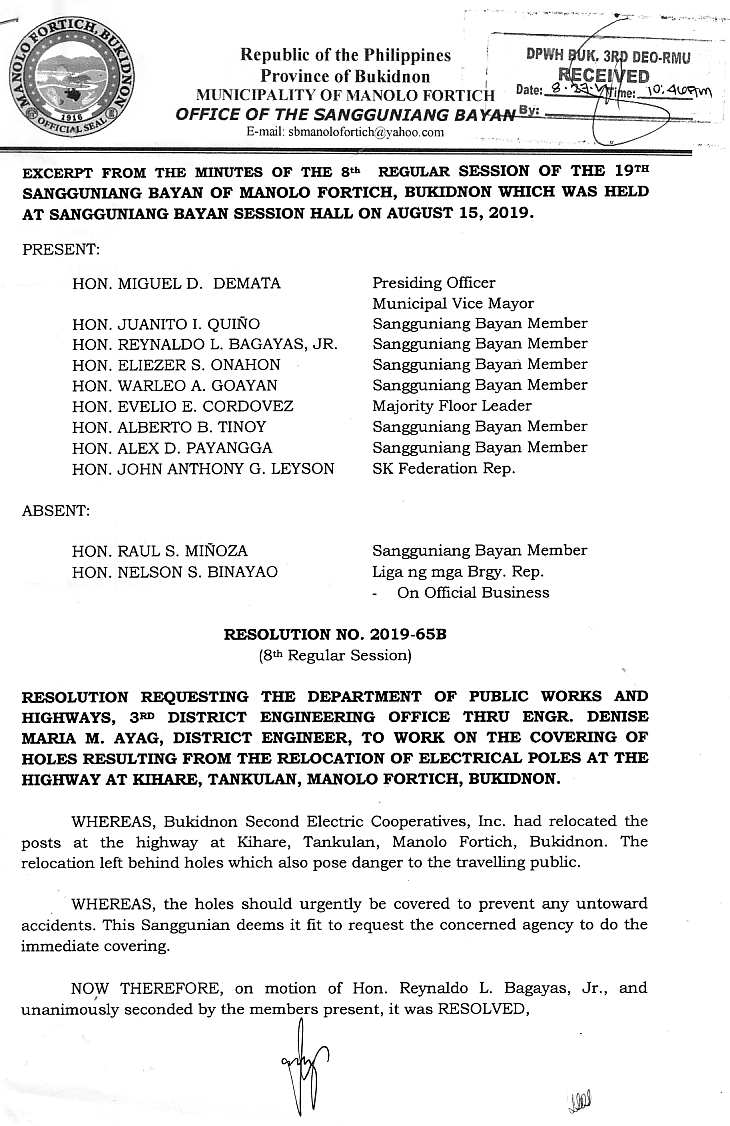 MANOLO FORTICH, BUKIDNON
1916
OFFICIAL SEAL
Republic of the Philippines
Province of Bukidnon
MUNICIPALITY OF MANOLO FORTICH
OFFICE OF THE SANGGUNIANG BAYAN
E-mail: sbmanolofortich@yahoo.com
DPWH BUK. 3RD DEO-RMU
RECEIVED
Date: Time:
By:
EXCERPT FROM THE MINUTES OF THE 8th REGULAR SESSION OF THE 19TH
SANGGUNIANG BAYAN OF MANOLO FORTICH, BUKIDNON WHICH WAS HELD
AT SANGGUNIANG BAYAN SESSION HALL ON AUGUST 15, 2019.
PRESENT:
HON. MIGUEL D. DEMATA Presiding Officer
Municipal Vice Mayor
HON. JUANITO I. QUIÑO Sangguniang Bayan Member
HON. REYNALDO L. BAGAYAS, JR. Sangguniang Bayan Member
HON. ELIEZER S. ONAHON Sangguniang Bayan Member
HON. WARLEO A. GOAYAN Sangguniang Bayan Member
HON. EVELIO E. CORDOVEZ Majority Floor Leader
HON. ALBERTO B. TINOY Sangguniang Bayan Member
HON. ALEX D. PAYANGGA Sangguniang Bayan Member
HON. JOHN ANTHONY G. LEYSON SK Federation Rep.
ABSENT:
HON. RAUL S. MIÑOZA Sangguniang Bayan Member
HON. NELSON S. BINAYAO Liga ng mga Brgy. Rep.
- On Official Business
RESOLUTION NO. 2019-65B
(8th Regular Session)
RESOLUTION REQUESTING THE DEPARTMENT OF PUBLIC WORKS AND
HIGHWAYS, 3RD DISTRICT ENGINEERING OFFICE THRU ENGR. DENISE
MARIA M. AYAG, DISTRICT ENGINEER, TO WORK ON THE COVERING OF
HOLES RESULTING FROM THE RELOCATION OF ELECTRICAL POLES AT THE
HIGHWAY AT KIHARE, TANKULAN, MANOLO FORTICH, BUKIDNON.
WHEREAS, Bukidnon Second Electric Cooperatives, Inc. had relocated the
posts at the highway at Kihare, Tankulan, Manolo Fortich, Bukidnon. The
relocation left behind holes which also pose danger to the travelling public.
WHEREAS, the holes should urgently be covered to prevent any untoward
accidents. This Sanggunian deems it fit to request the concerned agency to do the
immediate covering.
NOW THEREFORE, on motion of Hon. Reynaldo L. Bagayas, Jr., and
unanimously seconded by the members present, it was RESOLVED,